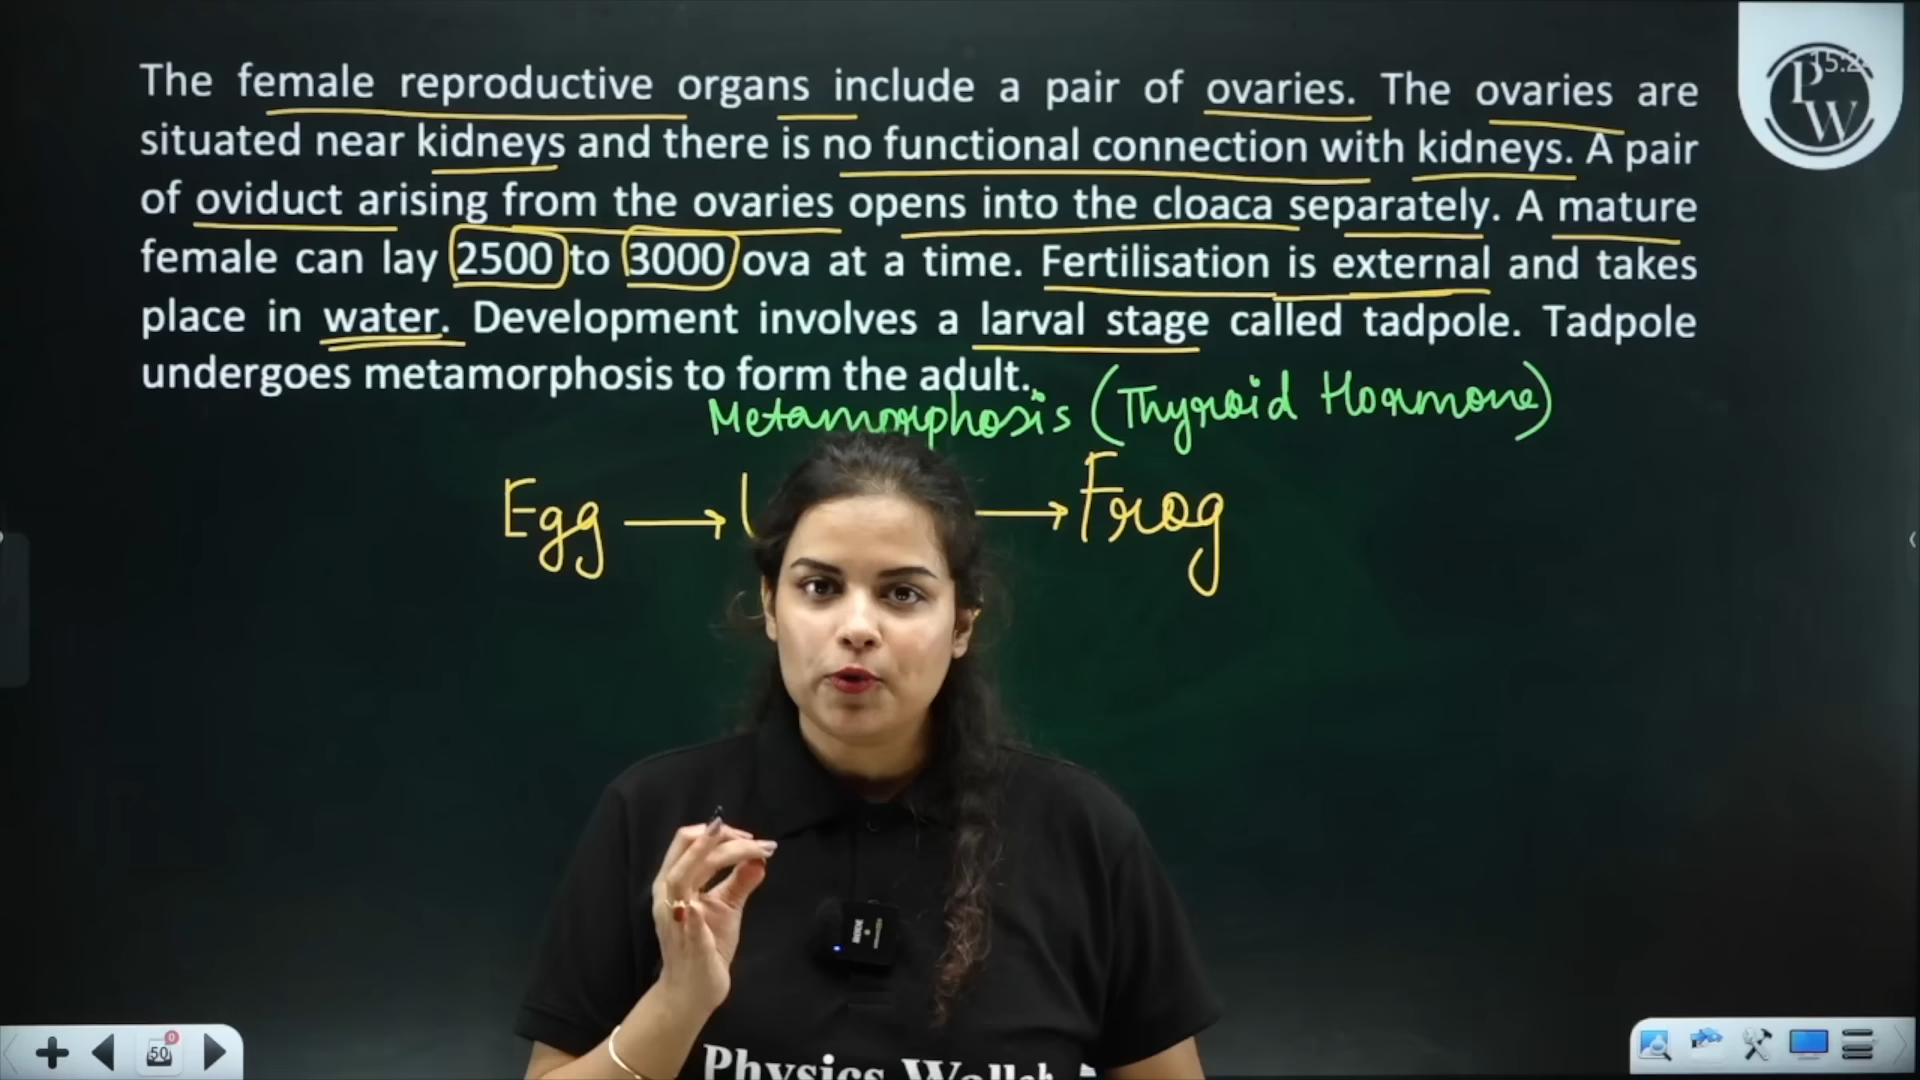 The female reproductive organs include a pair of ovaries. The ovaries are
situated near kidneys and there is no functional connection with kidneys. A pair
of oviduct arising from the ovaries opens into the cloaca separately. A mature
female can lay 2500 to 3000 ova at a time. Fertilisation is external and takes
place in water. Development involves a larval stage called tadpole. Tadpole
undergoes metamorphosis to form the adult.
Metamorphosis (Thyroid Hormone)
Egg → → Frog
P W
50
0
Physics Wallah